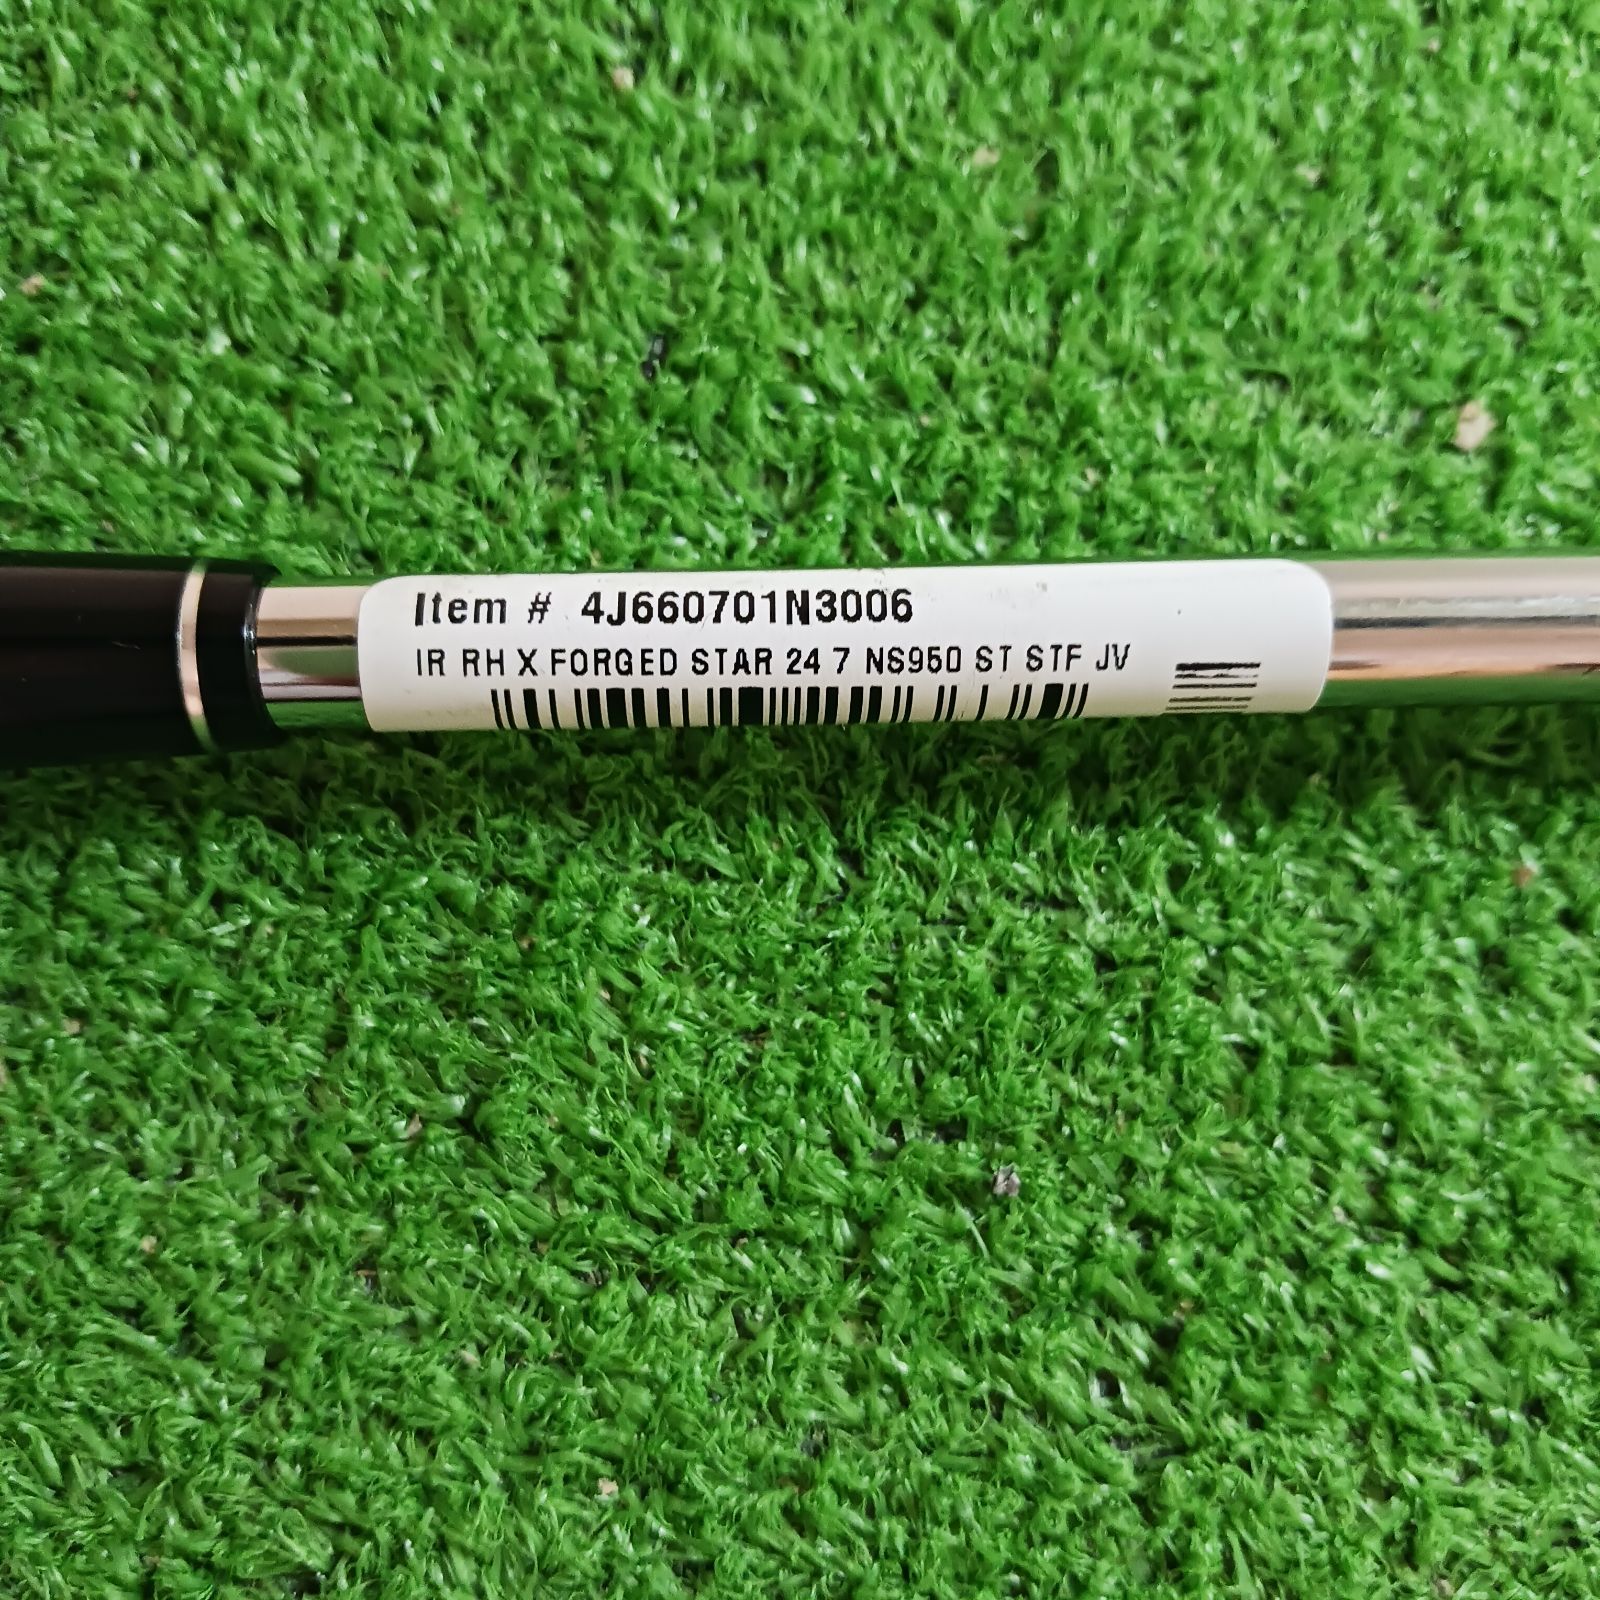 Item # 4J660701N3006
IR RH X FORGED STAR 24 7 NS950 ST STF JV